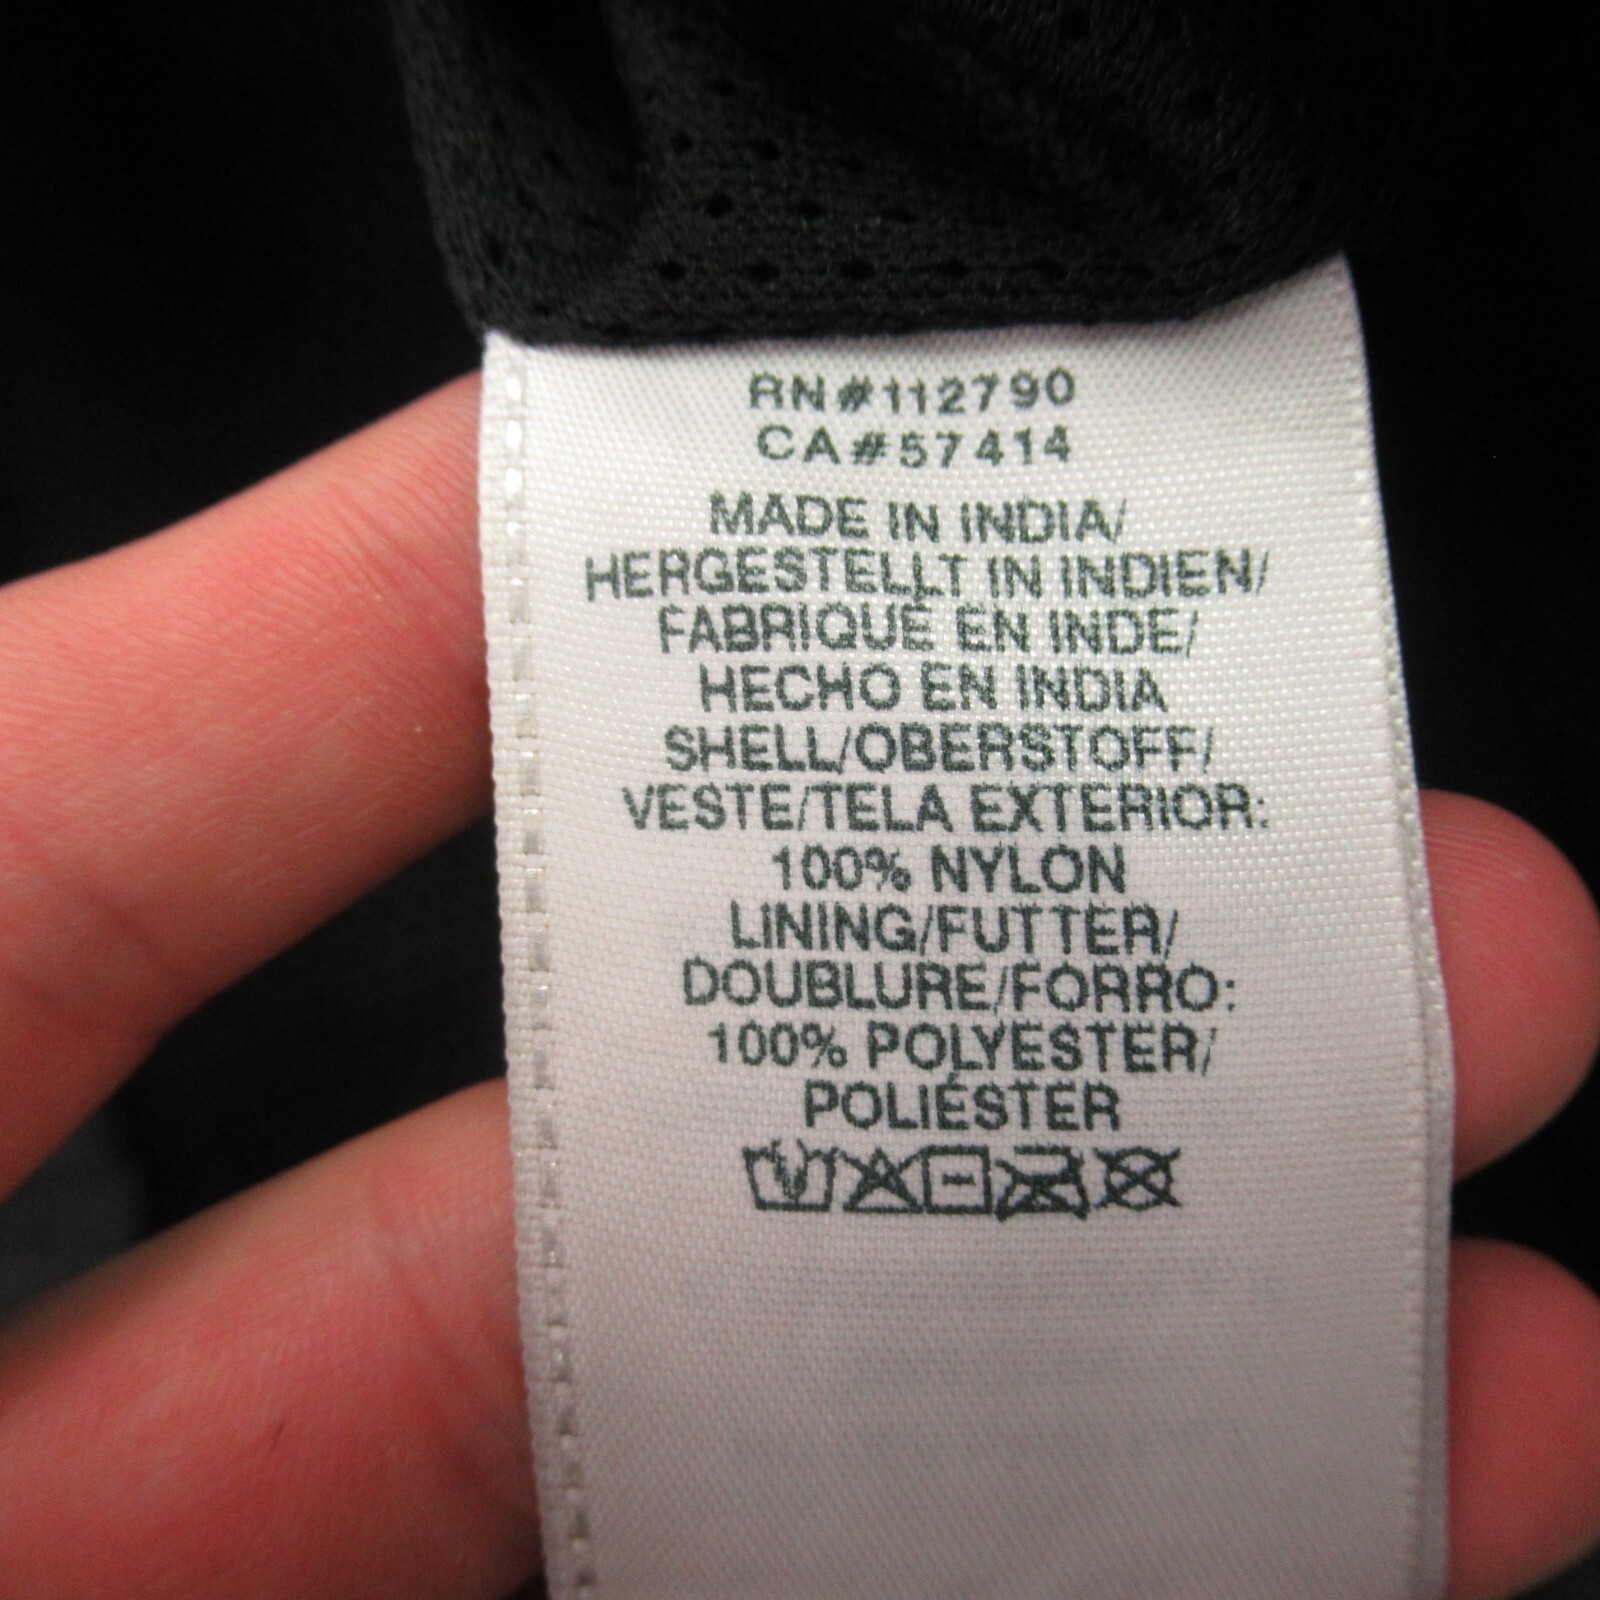 RN#112790
CA#57414
MADE IN INDIA/
HERGESTELLT IN INDIEN/
FABRIQUÉ EN INDE/
HECHO EN INDIA
SHELL/OBERSTOFF/
VESTE/TELA EXTERIOR:
100% NYLON
LINING/FUTTER/
DOUBLURE/FORRO:
100% POLYESTER/
POLIÉSTER